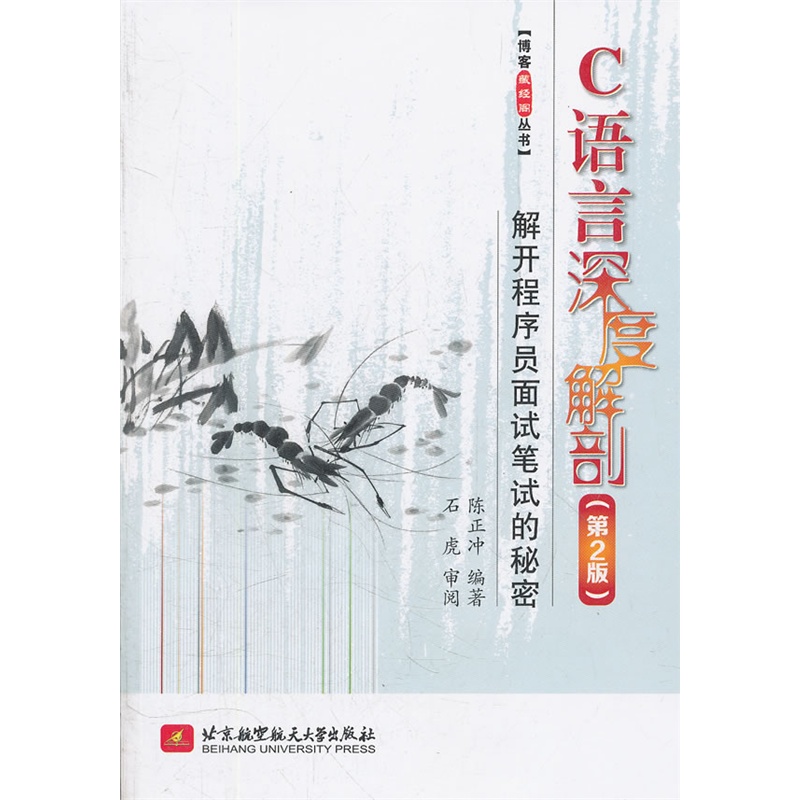 C语言深度解剖
(第2版)
【博客藏经阁丛书】
解开程序员面试笔试的秘密
陈正冲 编著
石虎 审阅
北京航空航天大学出版社
BEIHANG UNIVERSITY PRESS